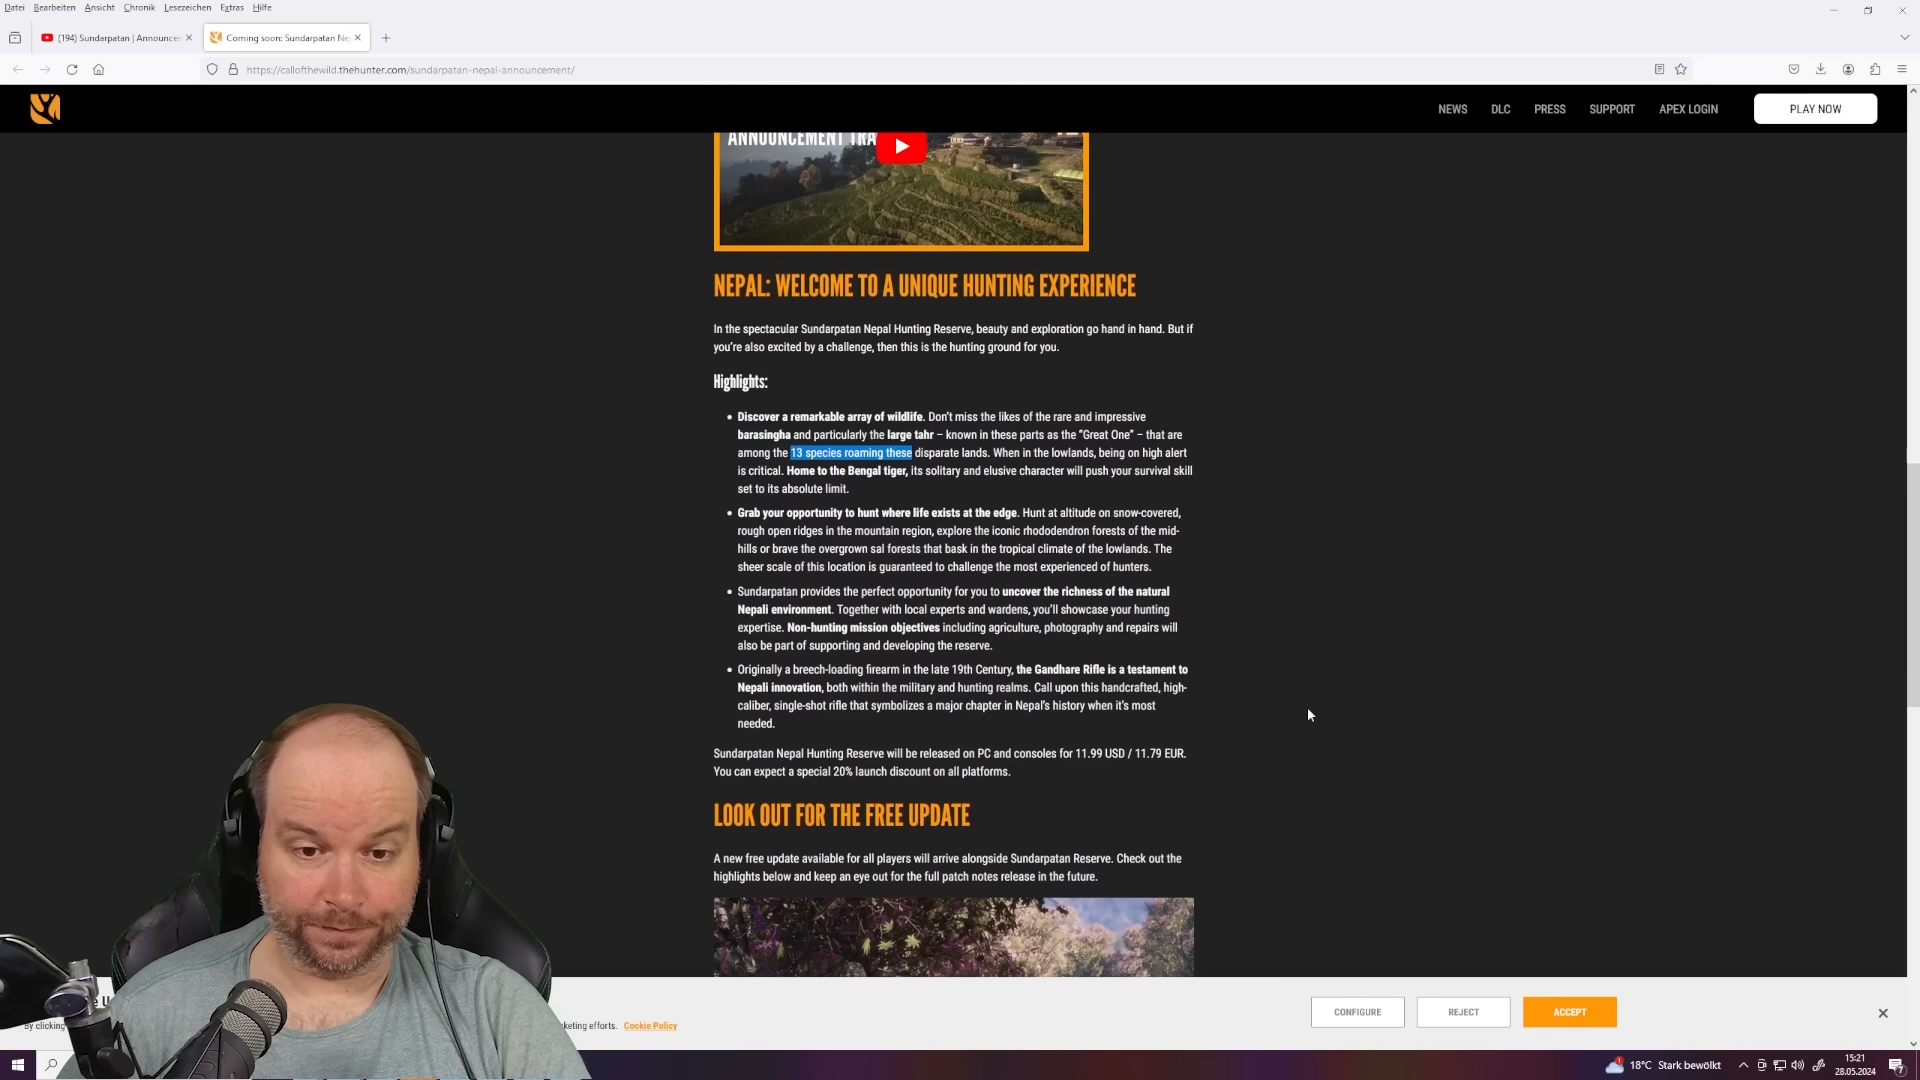 Datei Bearbeiten Ansicht Chronik Lesezeichen Extras Hilfe
(194) Sundarpatan | Announcem
Coming soon: Sundarpatan Ne
https://callofthewild.thehunter.com/sundarpatan-nepal-announcement/
NEWS DLC PRESS SUPPORT APEX LOGIN PLAY NOW
ANNOUNCEMENT TRA
NEPAL: WELCOME TO A UNIQUE HUNTING EXPERIENCE
In the spectacular Sundarpatan Nepal Hunting Reserve, beauty and exploration go hand in hand. But if
you’re also excited by a challenge, then this is the hunting ground for you.
Highlights:
• Discover a remarkable array of wildlife. Don’t miss the likes of the rare and impressive
barasingha and particularly the large tahr – known in these parts as the “Great One” – that are
among the 13 species roaming these disparate lands. When in the lowlands, being on high alert
is critical. Home to the Bengal tiger, its solitary and elusive character will push your survival skill
set to its absolute limit.
• Grab your opportunity to hunt where life exists at the edge. Hunt at altitude on snow-covered,
rough open ridges in the mountain region, explore the iconic rhododendron forests of the mid-
hills or brave the overgrown sal forests that bask in the tropical climate of the lowlands. The
sheer scale of this location is guaranteed to challenge the most experienced of hunters.
• Sundarpatan provides the perfect opportunity for you to uncover the richness of the natural
Nepali environment. Together with local experts and wardens, you’ll showcase your hunting
expertise. Non-hunting mission objectives including agriculture, photography and repairs will
also be part of supporting and developing the reserve.
• Originally a breech-loading firearm in the late 19th Century, the Gandhare Rifle is a testament to
Nepali innovation, both within the military and hunting realms. Call upon this handcrafted, high-
caliber, single-shot rifle that symbolizes a major chapter in Nepal’s history when it’s most
needed.
Sundarpatan Nepal Hunting Reserve will be released on PC and consoles for 11.99 USD / 11.79 EUR.
You can expect a special 20% launch discount on all platforms.
LOOK OUT FOR THE FREE UPDATE
A new free update available for all players will arrive alongside Sundarpatan Reserve. Check out the
highlights below and keep an eye out for the full patch notes release in the future.
By clicking
keting efforts. Cookie Policy
CONFIGURE REJECT ACCEPT
18°C Stark bewölkt
15:21
28.05.2024